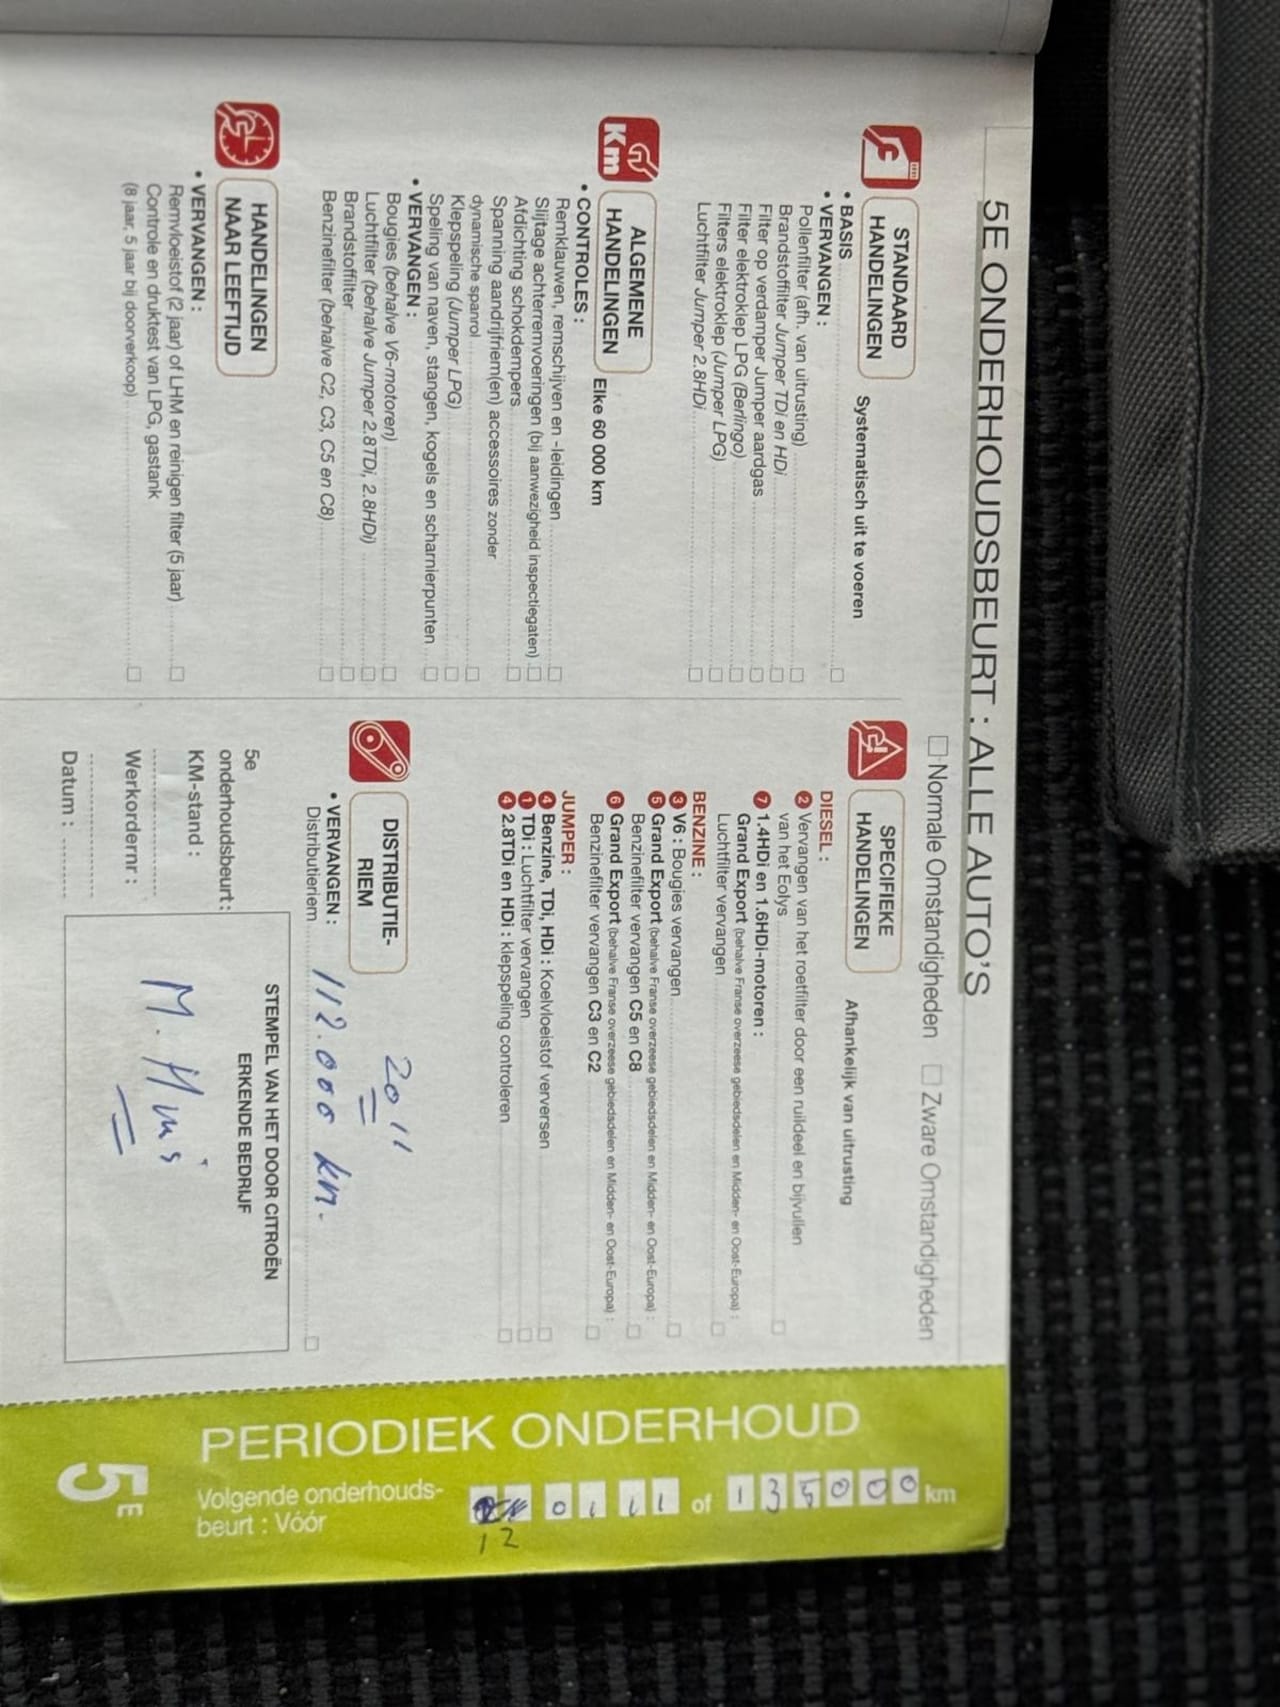 5E ONDERHOUDSBEURT : ALLE AUTO'S
☐ Normale Omstandigheden ☐ Zware Omstandigheden
STANDAARD
HANDELINGEN
Systematisch uit te voeren
• BASIS
• VERVANGEN :
Pollenfilter (afh. van uitrusting)
Brandstoffilter Jumper TDi en HDi
Filter op verdamper Jumper aardgas
Filter elektroklep LPG (Berlingo)
Filters elektroklep (Jumper LPG)
Luchtfilter Jumper 2.8HDi
Km
ALGEMENE
HANDELINGEN
Elke 60 000 km
• CONTROLES :
Remklauwen, remschijven en -leidingen
Slijtage achterremvoeringen (bij aanwezigheid inspectiegaten)
Afdichting schokdempers
Spanning aandrijfriem(en) accessoires zonder
dynamische spanrol
Klepspeling (Jumper LPG)
Speling van naven, stangen, kogels en scharnierpunten
• VERVANGEN :
Bougies (behalve V6-motoren)
Luchtfilter (behalve Jumper 2.8TDi, 2.8HDi)
Brandstoffilter
Benzinefilter (behalve C2, C3, C5 en C8)
HANDELINGEN
NAAR LEEFTIJD
• VERVANGEN :
Remvloeistof (2 jaar) of LHM en reinigen filter (5 jaar)
Controle en druktest van LPG, gastank
(8 jaar, 5 jaar bij doorverkoop)
SPECIFIEKE
HANDELINGEN
Afhankelijk van uitrusting
DIESEL :
2 Vervangen van het roetfilter door een ruildeel en bijvullen
van het Eolys
7 1.4HDi en 1.6HDi-motoren :
Grand Export (behalve Franse overzeese gebiedsdelen en Midden- en Oost-Europa) :
Luchtfilter vervangen
BENZINE :
3 V6 : Bougies vervangen
5 Grand Export (behalve Franse overzeese gebiedsdelen en Midden- en Oost-Europa) :
Benzinefilter vervangen C5 en C8
6 Grand Export (behalve Franse overzeese gebiedsdelen en Midden- en Oost-Europa) :
Benzinefilter vervangen C3 en C2
JUMPER :
4 Benzine, TDi, HDi : Koelvloeistof verversen
1 TDi : Luchtfilter vervangen
4 2.8TDi en HDi : klepspeling controleren
DISTRIBUTIE-
RIEM
2011
• VERVANGEN :
Distributieriem
112.000 km.
5e
onderhoudsbeurt :
KM-stand :
Werkordernr :
Datum :
STEMPEL VAN HET DOOR CITROËN
ERKENDE BEDRIJF
PERIODIEK ONDERHOUD
5E
Volgende onderhouds-
beurt : Vóór
12
01 11 of 135000 km